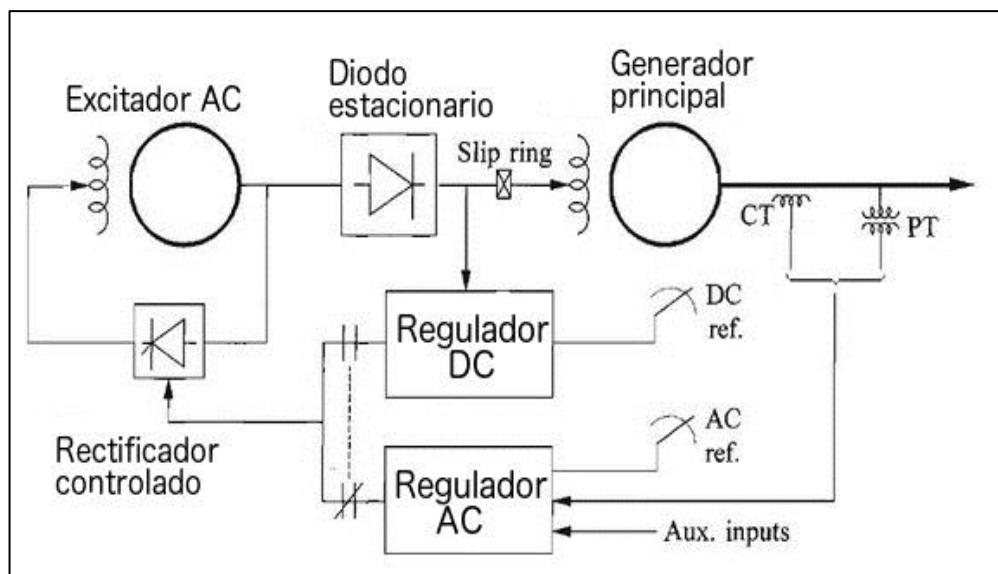 Excitador AC
Diodo
estacionario
Generador
principal
Slip ring
CT
PT
Regulador
DC
DC
ref.
Rectificador
controlado
Regulador
AC
AC
ref.
Aux. inputs